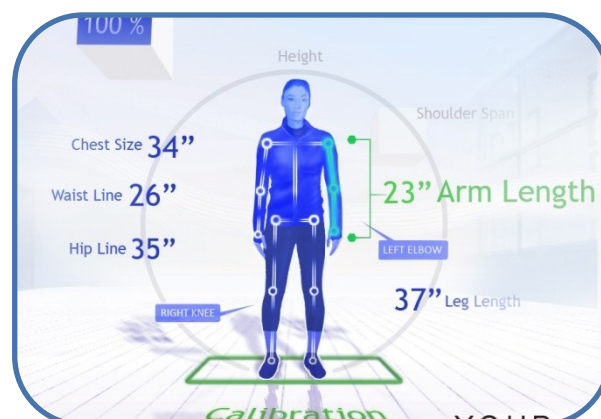 100 %
Height
Shoulder Span
Chest Size 34”
Waist Line 26”
23” Arm Length
Hip Line 35”
LEFT ELBOW
37” Leg Length
RIGHT KNEE
Calibration
YOUR